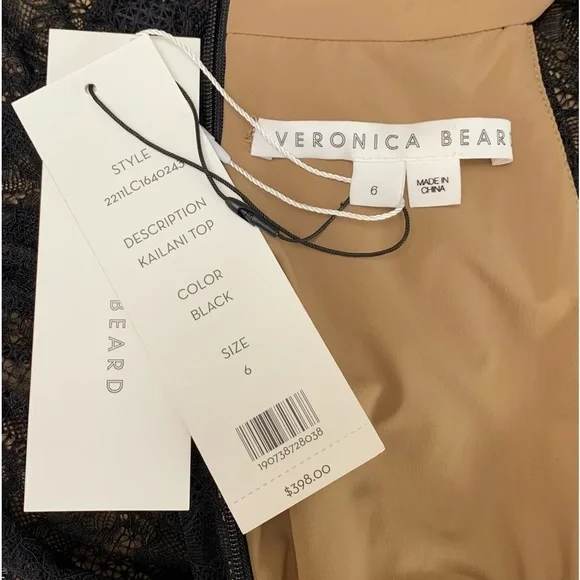 VERONICA BEARD
6
MADE IN
CHINA
STYLE
2211LC1640243
DESCRIPTION
KAILANI TOP
COLOR
BLACK
SIZE
6
190738728038
$398.00
BEARD